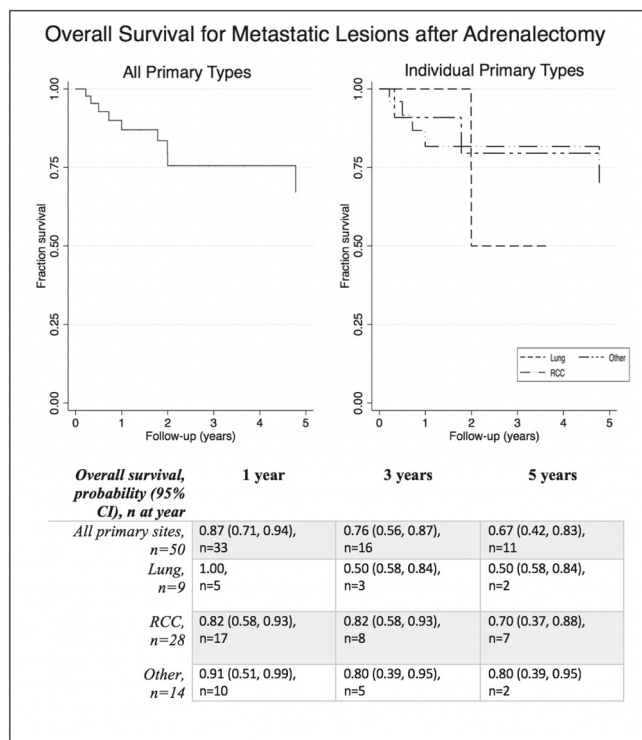 Overall Survival for Metastatic Lesions after Adrenalectomy
All Primary Types
Fraction survival
1.00
0.75
0.50
0.25
0.00
0 1 2 3 4 5
Follow-up (years)
Individual Primary Types
Fraction survival
1.00
0.75
0.50
0.25
0.00
Lung Other
RCC
0 1 2 3 4 5
Follow-up (years)
Overall survival, 1 year 3 years 5 years
probability (95%
CI), n at year
All primary sites, 0.87 (0.71, 0.94), 0.76 (0.56, 0.87), 0.67 (0.42, 0.83),
n=50 n=33 n=16 n=11
Lung, 1.00, 0.50 (0.58, 0.84), 0.50 (0.58, 0.84),
n=9 n=5 n=3 n=2
RCC, 0.82 (0.58, 0.93), 0.82 (0.58, 0.93), 0.70 (0.37, 0.88),
n=28 n=17 n=8 n=7
Other, 0.91 (0.51, 0.99), 0.80 (0.39, 0.95), 0.80 (0.39, 0.95)
n=14 n=10 n=5 n=2